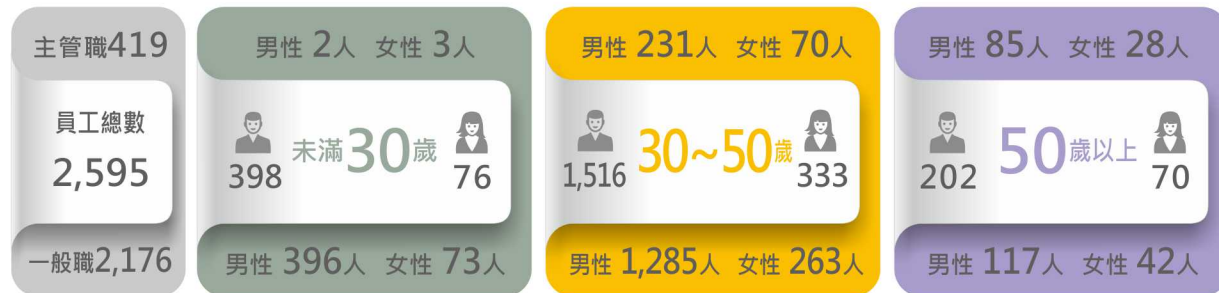 主管職419
員工總數
2,595
一般職2,176
男性 2人 女性 3人
未滿30歲
398
76
男性 396人 女性 73人
男性 231人 女性 70人
30~50歲
1,516
333
男性 1,285人 女性 263人
男性 85人 女性 28人
50歲以上
202
70
男性 117人 女性 42人